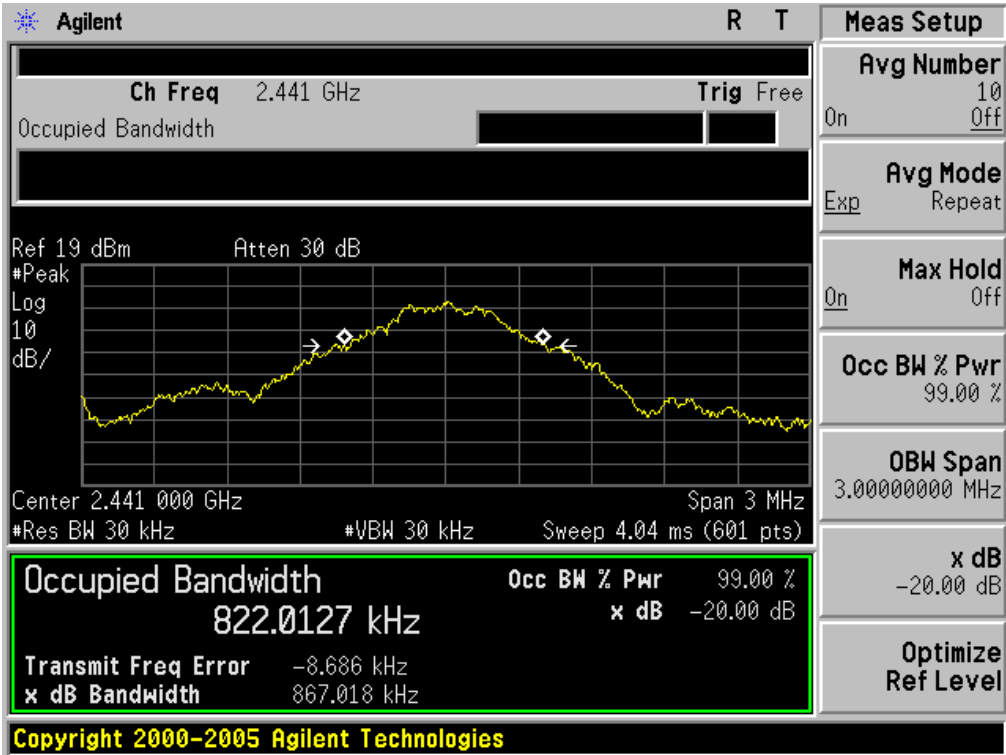 Agilent R T
Ch Freq 2.441 GHz Trig Free
Occupied Bandwidth
Ref 19 dBm Atten 30 dB
#Peak
Log
10
dB/
Center 2.441 000 GHz Span 3 MHz
#Res BW 30 kHz #VBW 30 kHz Sweep 4.04 ms (601 pts)
Occupied Bandwidth Occ BW % Pwr 99.00 %
822.0127 kHz x dB -20.00 dB
Transmit Freq Error -8.686 kHz
x dB Bandwidth 867.018 kHz
Copyright 2000-2005 Agilent Technologies
Meas Setup
Avg Number
10
On Off
Avg Mode
Exp Repeat
Max Hold
On Off
Occ BW % Pwr
99.00 %
OBW Span
3.00000000 MHz
x dB
-20.00 dB
Optimize
Ref Level